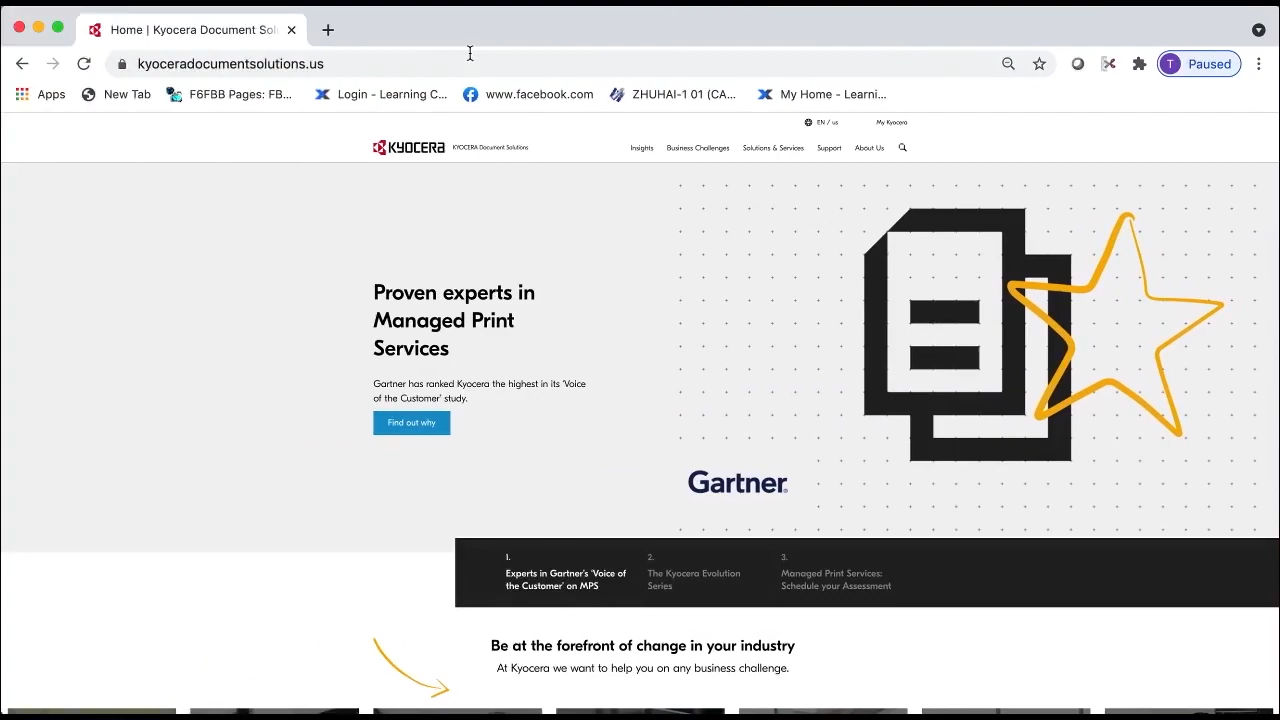 Home | Kyocera Document Sol
kyoceradocumentsolutions.us
T Paused
Apps
New Tab
F6FBB Pages: FB...
Login - Learning C...
www.facebook.com
ZHUHAI-1 01 (CA...
My Home - Learni...
EN / us
My Kyocera
KYOCERA
KYOCERA Document Solutions
Insights
Business Challenges
Solutions & Services
Support
About Us
Proven experts in
Managed Print
Services
Gartner has ranked Kyocera the highest in its 'Voice
of the Customer' study.
Find out why
Gartner®
1.
Experts in Gartner's 'Voice of
the Customer' on MPS
2.
The Kyocera Evolution
Series
3.
Managed Print Services:
Schedule your Assessment
Be at the forefront of change in your industry
At Kyocera we want to help you on any business challenge.